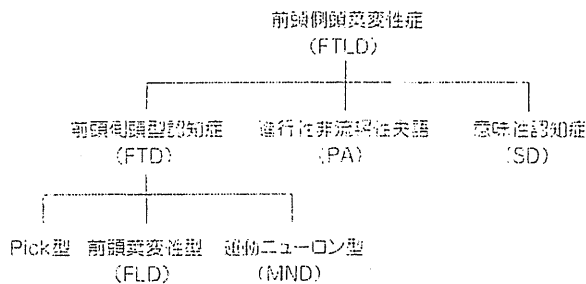 前頭側頭葉変性症
(FTLD)
前頭側頭型認知症 進行性非流暢性失語 意味性認知症
(FTD) (PA) (SD)
Pick型 前頭葉変性型 運動ニューロン型
(FLD) (MND)